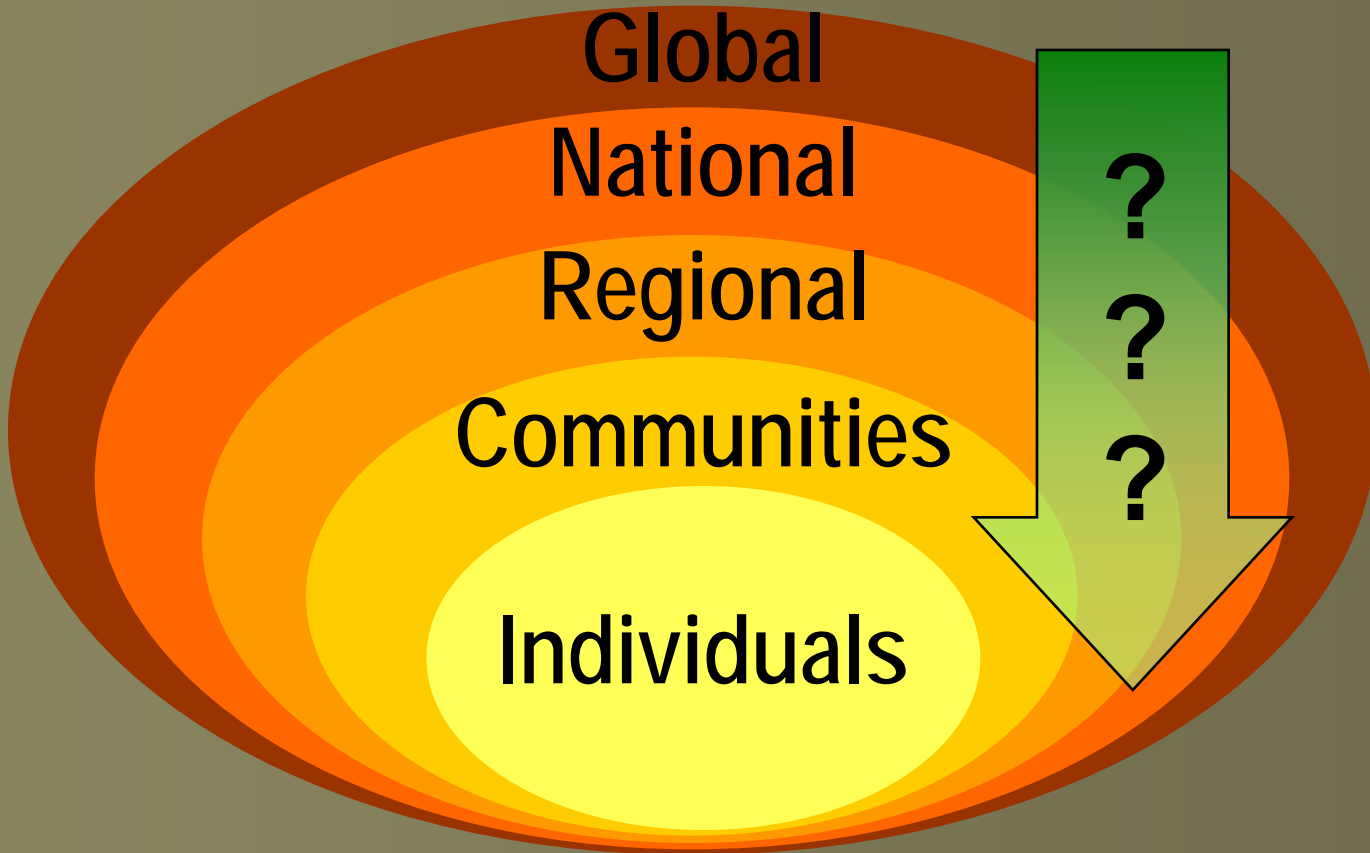 Global
National
Regional
Communities
Individuals
?
?
?